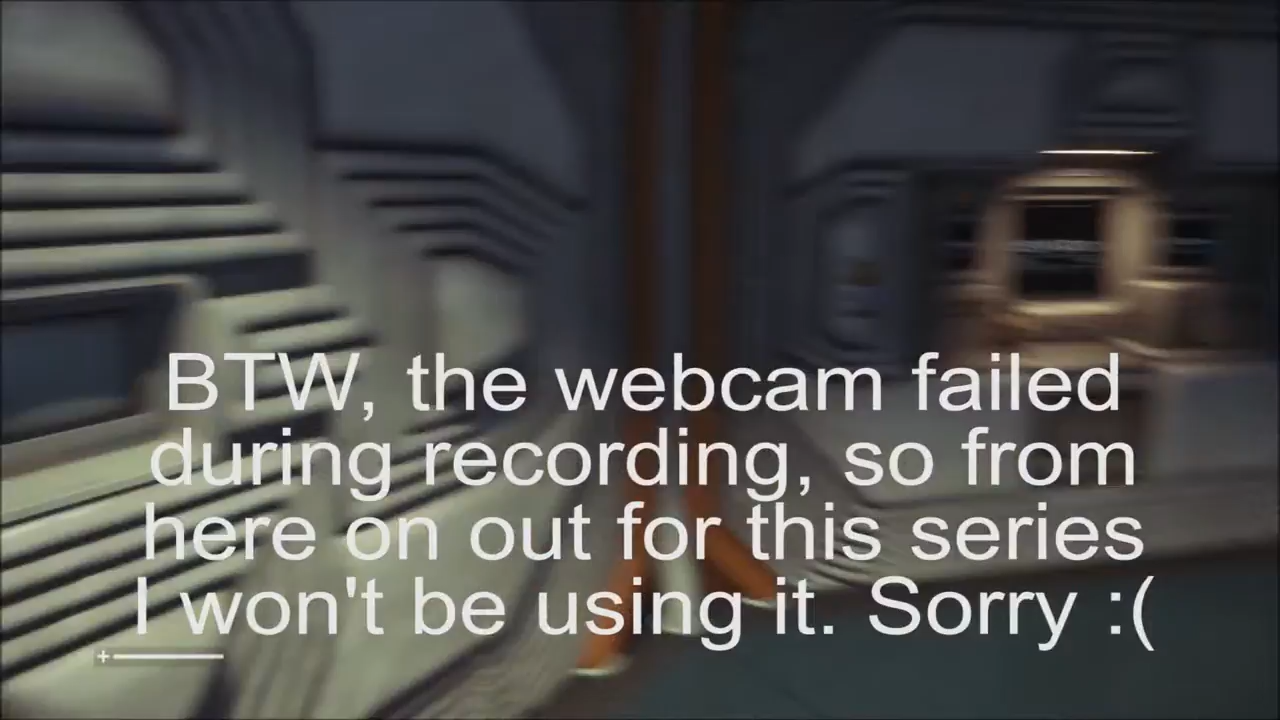 BTW, the webcam failed
during recording, so from
here on out for this series
I won't be using it. Sorry :(